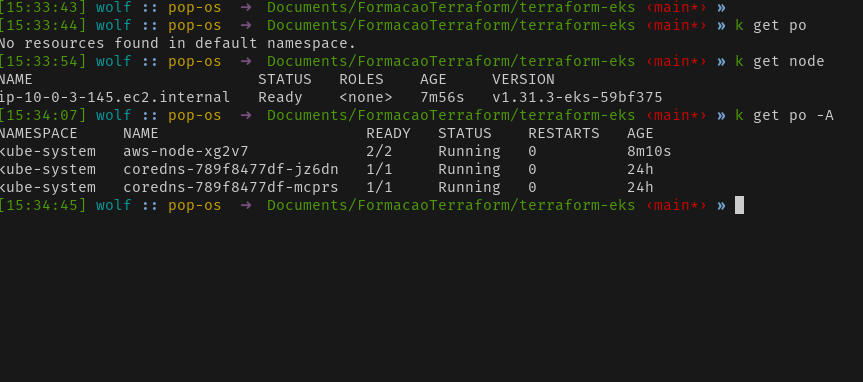 [15:33:43] wolf :: pop-os ➜ Documents/FormacaoTerraform/terraform-eks ‹main*› »
[15:33:44] wolf :: pop-os ➜ Documents/FormacaoTerraform/terraform-eks ‹main*› » k get po
No resources found in default namespace.
[15:33:54] wolf :: pop-os ➜ Documents/FormacaoTerraform/terraform-eks ‹main*› » k get node
NAME STATUS ROLES AGE VERSION
ip-10-0-3-145.ec2.internal Ready <none> 7m56s v1.31.3-eks-59bf375
[15:34:07] wolf :: pop-os ➜ Documents/FormacaoTerraform/terraform-eks ‹main*› » k get po -A
NAMESPACE NAME READY STATUS RESTARTS AGE
kube-system aws-node-xg2v7 2/2 Running 0 8m10s
kube-system coredns-789f8477df-jz6dn 1/1 Running 0 24h
kube-system coredns-789f8477df-mcprs 1/1 Running 0 24h
[15:34:45] wolf :: pop-os ➜ Documents/FormacaoTerraform/terraform-eks ‹main*› »